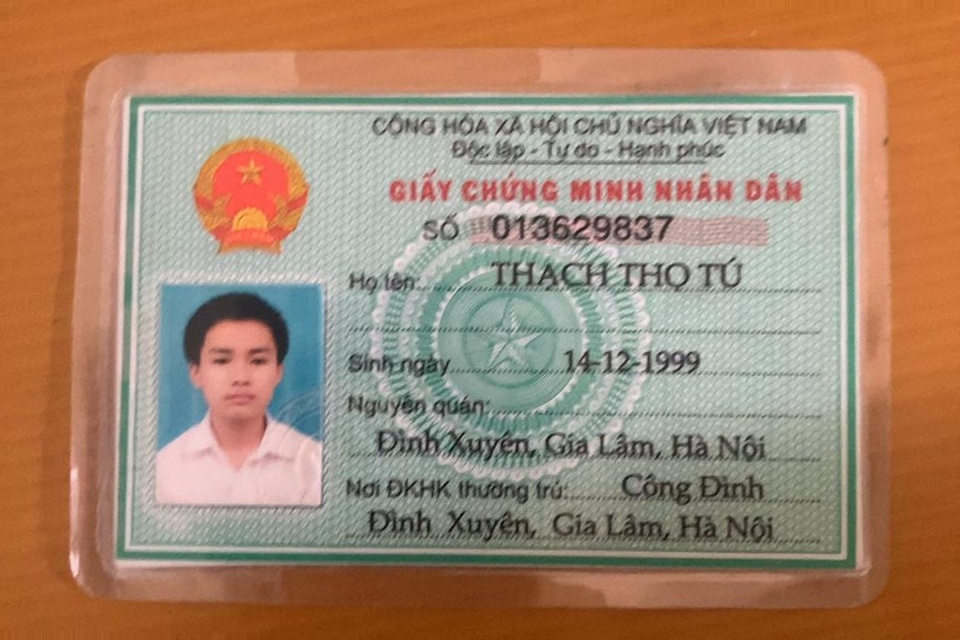 CỘNG HÒA XÃ HỘI CHỦ NGHĨA VIỆT NAM
Độc lập - Tự do - Hạnh phúc
GIẤY CHỨNG MINH NHÂN DÂN
SỐ 013629837
Họ tên: THẠCH THỌ TÚ
Sinh ngày 14-12-1999
Nguyên quán:
Đình Xuyên, Gia Lâm, Hà Nội
Nơi ĐKHK thường trú: Công Đình
Đình Xuyên, Gia Lâm, Hà Nội